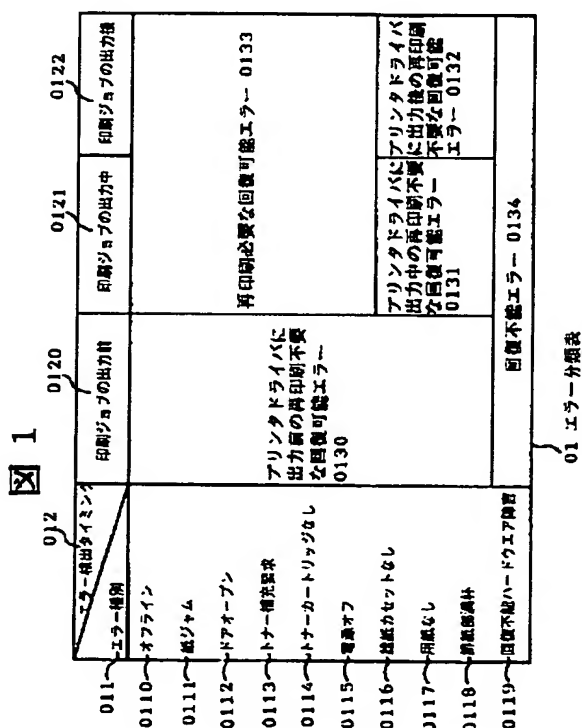 図 1
012
エラー検出タイミング
011
エラー種別
0120
印刷ジョブの出力前
0121
印刷ジョブの出力中
0122
印刷ジョブの出力後
0110
オフライン
0111
紙ジャム
0112
ドアオープン
0113
トナー補充要求
0114
トナーカートリッジなし
0115
電源オフ
0116
給紙カセットなし
0117
用紙なし
0118
排紙部満杯
0119
回復不能ハードウエア障害
プリンタドライバに
出力前の再印刷不要
な回復可能エラー
0130
再印刷必要な回復可能エラー 0133
プリンタドライバに
出力中の再印刷不要
な回復可能エラー
0131
プリンタドライバ
に出力後の再印刷
不要な回復可能
エラー 0132
回復不能エラー 0134
01 エラー分類表